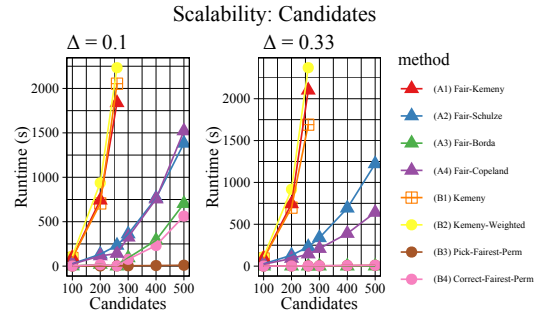 Scalability: Candidates
Δ = 0.1
Δ = 0.33
Runtime (s)
2000
1500
1000
500
0
100 200 300 400 500
Candidates
Runtime (s)
2000
1500
1000
500
0
100 200 300 400 500
Candidates
method
(A1) Fair-Kemeny
(A2) Fair-Schulze
(A3) Fair-Borda
(A4) Fair-Copeland
(B1) Kemeny
(B2) Kemeny-Weighted
(B3) Pick-Fairest-Perm
(B4) Correct-Fairest-Perm